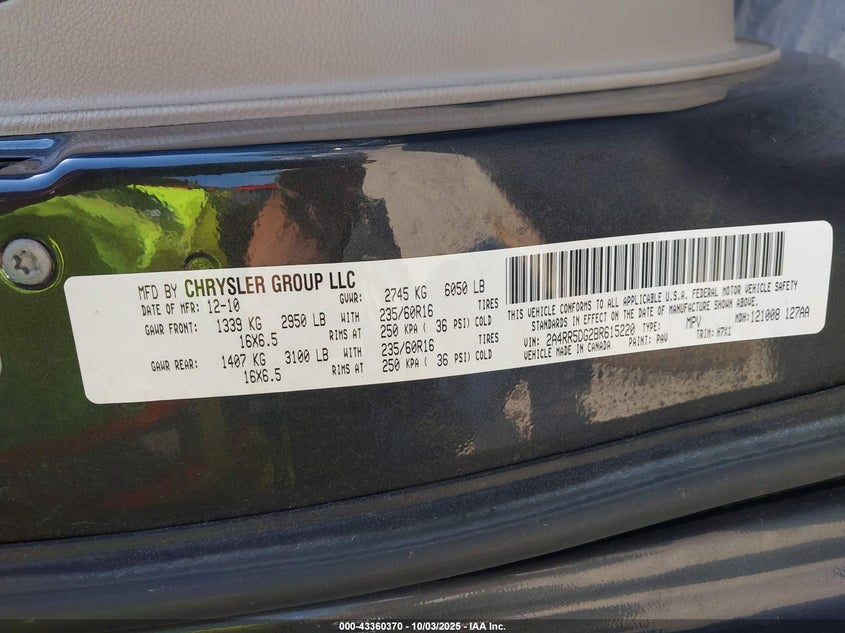 MFD BY CHRYSLER GROUP LLC
DATE OF MFR: 12-10 GVWR: 2745 KG 6050 LB
GAWR FRONT: 1339 KG 2950 LB WITH 235/60R16 TIRES
16X6.5 RIMS AT 250 KPA ( 36 PSI) COLD
GAWR REAR: 1407 KG 3100 LB WITH 235/60R16 TIRES
16X6.5 RIMS AT 250 KPA ( 36 PSI) COLD
THIS VEHICLE CONFORMS TO ALL APPLICABLE U.S.A. FEDERAL MOTOR VEHICLE SAFETY
STANDARDS IN EFFECT ON THE DATE OF MANUFACTURE SHOWN ABOVE.
VIN: 2A4RR5DG2BR615220 TYPE: MPV MDH: 121008 127AA
VEHICLE MADE IN CANADA PAINT: PAV TRIM: H7X1
000-43360370 - 10/03/2025 - IAA Inc.